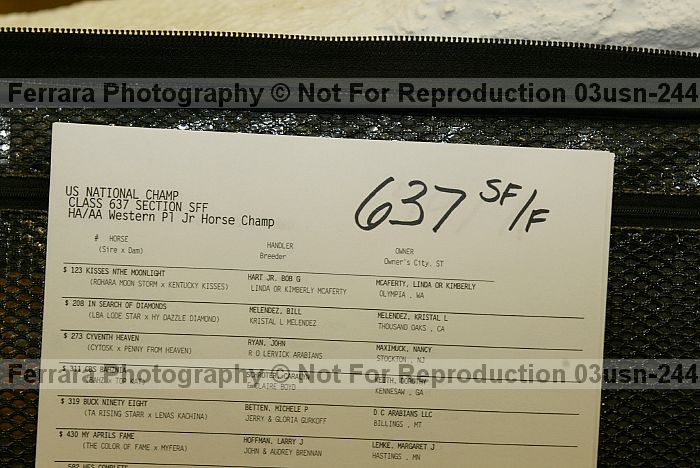 Ferrara Photography © Not For Reproduction 03usn-244
637 SF/F
US NATIONAL CHAMP
CLASS 637 SECTION SFF
HA/AA Western Pl Jr Horse Champ
# HORSE HANDLER OWNER
(Sire x Dam) Breeder Owner's City, ST
$ 123 KISSES NTHE MOONLIGHT HART JR, BOB G MCAFERTY, LINDA OR KIMBERLY
(ROHARA MOON STORM x KENTUCKY KISSES) LINDA OR KIMBERLY MCAFERTY OLYMPIA , WA
$ 208 IN SEARCH OF DIAMONDS MELENDEZ, BILL MELENDEZ, KRISTAL L
(LBA LODE STAR x HY DAZZLE DIAMOND) KRISTAL L MELENDEZ THOUSAND OAKS , CA
$ 273 CYVENTH HEAVEN RYAN, JOHN MAXIMUCK, NANCY
(CYTOSK x PENNY FROM HEAVEN) R O LERVICK ARABIANS STOCKTON , NJ
$ 311 CBS
Ferrara Photography © Not For Reproduction 03usn-244
BOYD KENNESAW , GA
$ 319 BUCK NINETY EIGHT BETTEN, MICHELE P D C ARABIANS LLC
(TA RISING STARR x LENAS KACHINA) JERRY & GLORIA GURKOFF BILLINGS , MT
$ 430 HY APRILS FAME HOFFMAN, LARRY J LEMKE, MARGARET J
(THE COLOR OF FAME x MYFERA) JOHN & AUDREY BRENNAN HASTINGS , MN